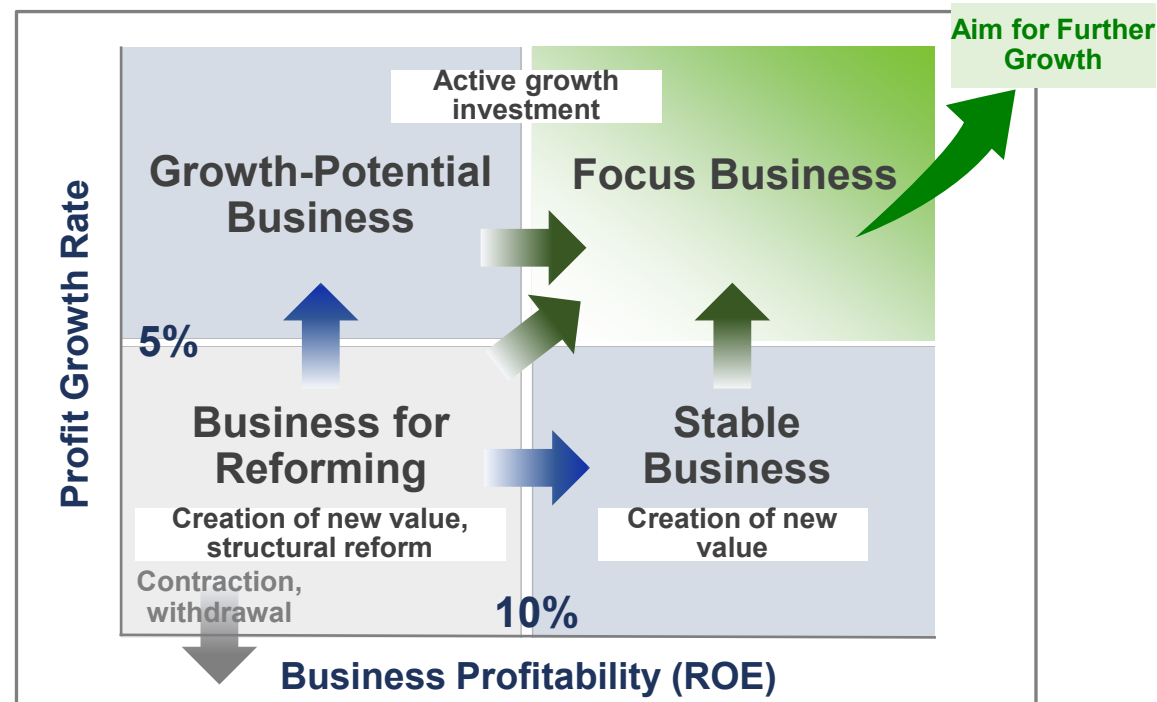 Aim for Further
Growth
Active growth
investment
Growth-Potential
Business
Focus Business
Profit Growth Rate
5%
Business for
Reforming
Stable
Business
Creation of new value,
structural reform
Creation of new
value
Contraction,
withdrawal
10%
Business Profitability (ROE)